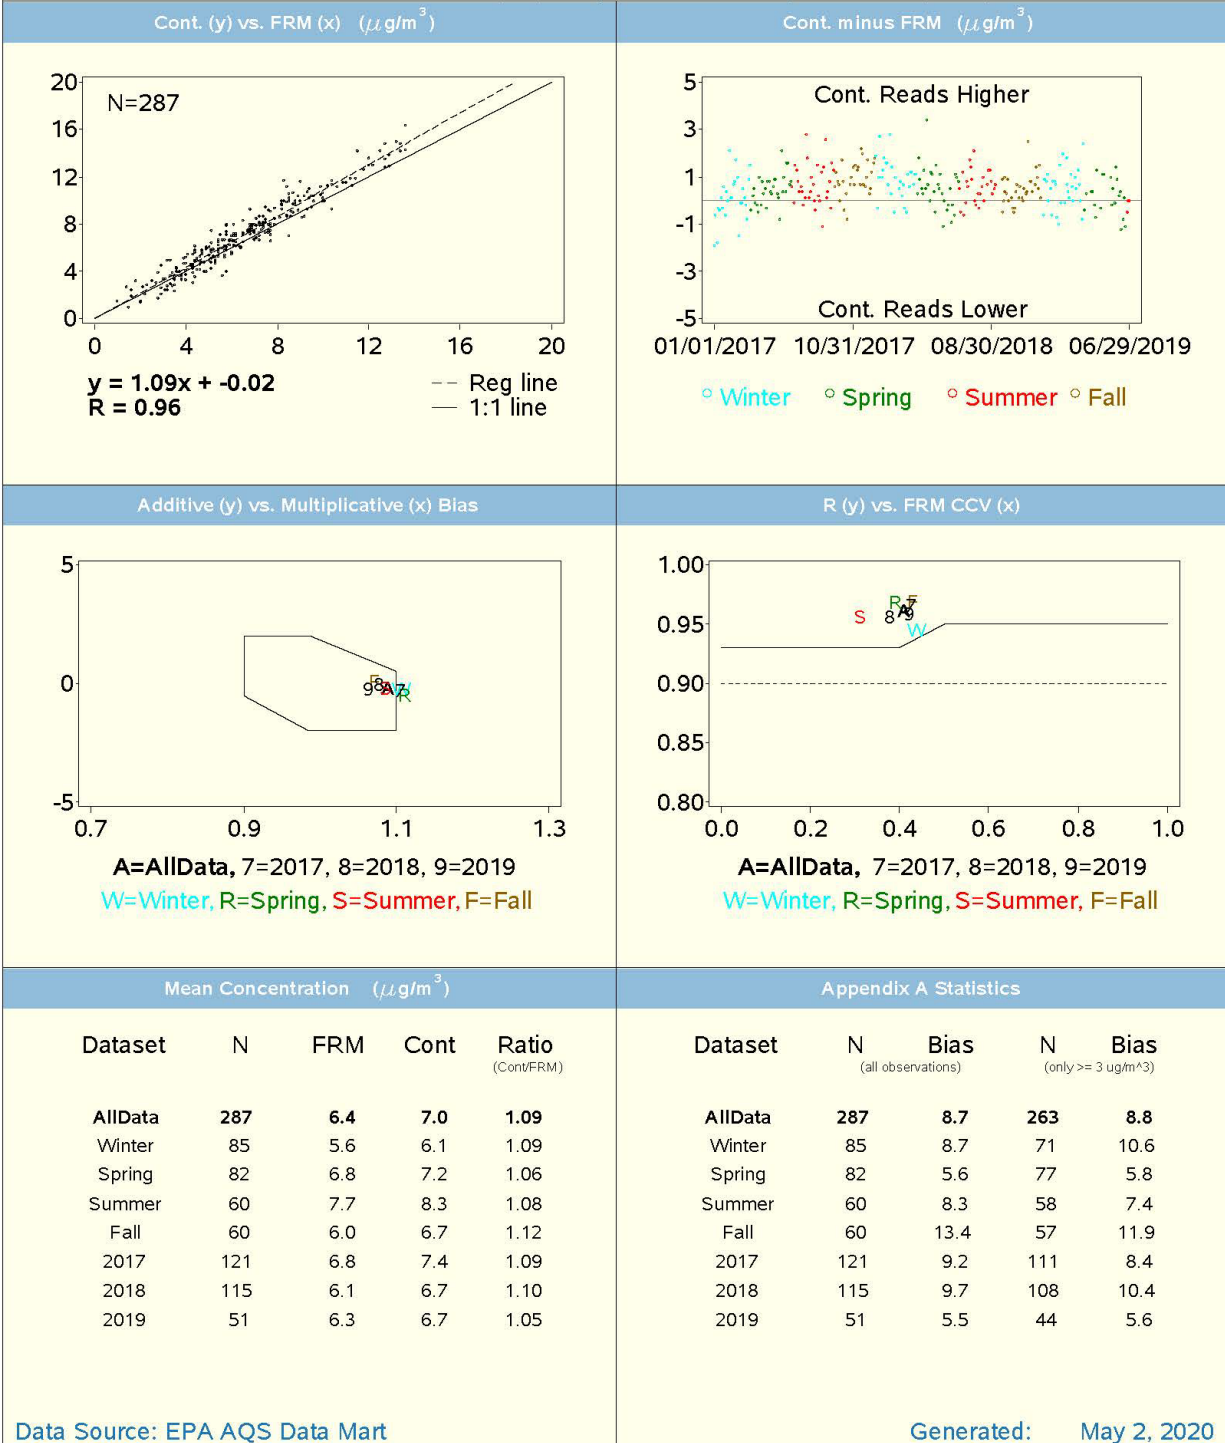 Cont. (y) vs. FRM (x) (μg/m³)
N=287
20
16
12
8
4
0
0 4 8 12 16 20
y = 1.09x + -0.02
R = 0.96
Reg line
1:1 line
Cont. minus FRM (μg/m³)
Cont. Reads Higher
5
3
1
-1
-3
-5
Cont. Reads Lower
01/01/2017 10/31/2017 08/30/2018 06/29/2019
Winter Spring Summer Fall
Additive (y) vs. Multiplicative (x) Bias
5
0
-5
9 F 8 S A 7 W R
0.7 0.9 1.1 1.3
A=AllData, 7=2017, 8=2018, 9=2019
W=Winter, R=Spring, S=Summer, F=Fall
R (y) vs. FRM CCV (x)
1.00
0.95
0.90
0.85
0.80
S 8 R A 7 F 9 W
0.0 0.2 0.4 0.6 0.8 1.0
A=AllData, 7=2017, 8=2018, 9=2019
W=Winter, R=Spring, S=Summer, F=Fall
Mean Concentration (μg/m³)
Dataset N FRM Cont Ratio
(Cont/FRM)
AllData 287 6.4 7.0 1.09
Winter 85 5.6 6.1 1.09
Spring 82 6.8 7.2 1.06
Summer 60 7.7 8.3 1.08
Fall 60 6.0 6.7 1.12
2017 121 6.8 7.4 1.09
2018 115 6.1 6.7 1.10
2019 51 6.3 6.7 1.05
Appendix A Statistics
Dataset N Bias N Bias
(all observations) (only >= 3 ug/m^3)
AllData 287 8.7 263 8.8
Winter 85 8.7 71 10.6
Spring 82 5.6 77 5.8
Summer 60 8.3 58 7.4
Fall 60 13.4 57 11.9
2017 121 9.2 111 8.4
2018 115 9.7 108 10.4
2019 51 5.5 44 5.6
Data Source: EPA AQS Data Mart
Generated: May 2, 2020